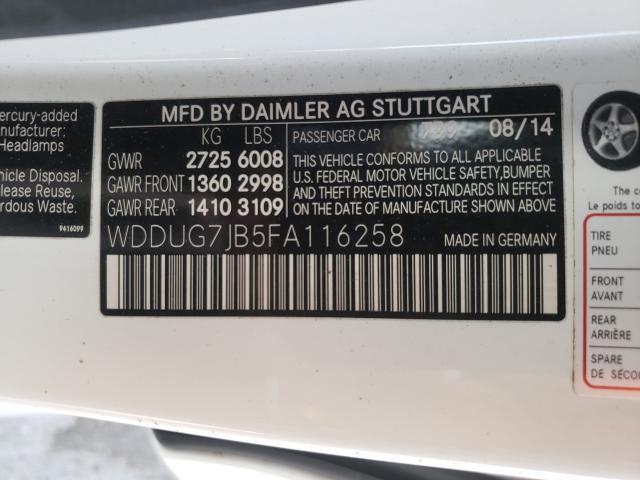 ercury-added
anufacturer:
Headlamps
ehicle Disposal.
lease Reuse,
ardous Waste.
9416099
MFD BY DAIMLER AG STUTTGART
KG LBS PASSENGER CAR 08/14
GVWR 2725 6008
GAWR FRONT 1360 2998
GAWR REAR 1410 3109
THIS VEHICLE CONFORMS TO ALL APPLICABLE
U.S. FEDERAL MOTOR VEHICLE SAFETY, BUMPER
AND THEFT PREVENTION STANDARDS IN EFFECT
ON THE DATE OF MANUFACTURE SHOWN ABOVE
WDDUG7JB5FA116258 MADE IN GERMANY
The c
Le poids to
TIRE
PNEU
FRONT
AVANT
REAR
ARRIÈRE
SPARE
DE SECO